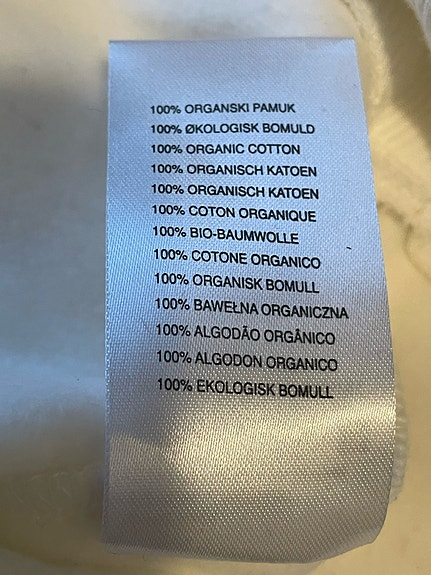 100% ORGANSKI PAMUK
100% ØKOLOGISK BOMULD
100% ORGANIC COTTON
100% ORGANISCH KATOEN
100% ORGANISCH KATOEN
100% COTON ORGANIQUE
100% BIO-BAUMWOLLE
100% COTONE ORGANICO
100% ORGANISK BOMULL
100% BAWEŁNA ORGANICZNA
100% ALGODÃO ORGÂNICO
100% ALGODON ORGANICO
100% EKOLOGISK BOMULL